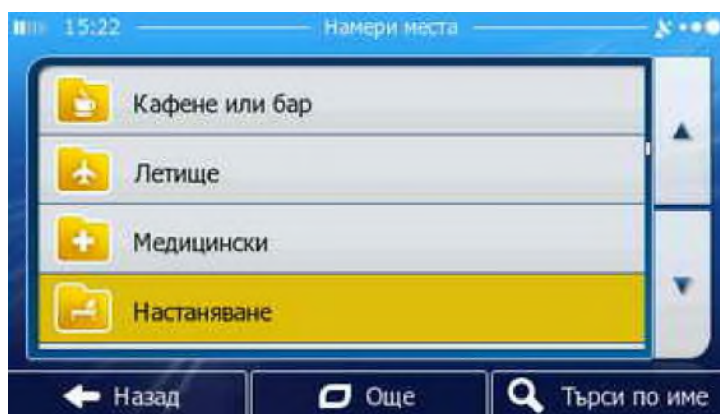 15:22 Намери места
Кафене или бар
Летище
Медицински
Настаняване
Назад Още Търси по име